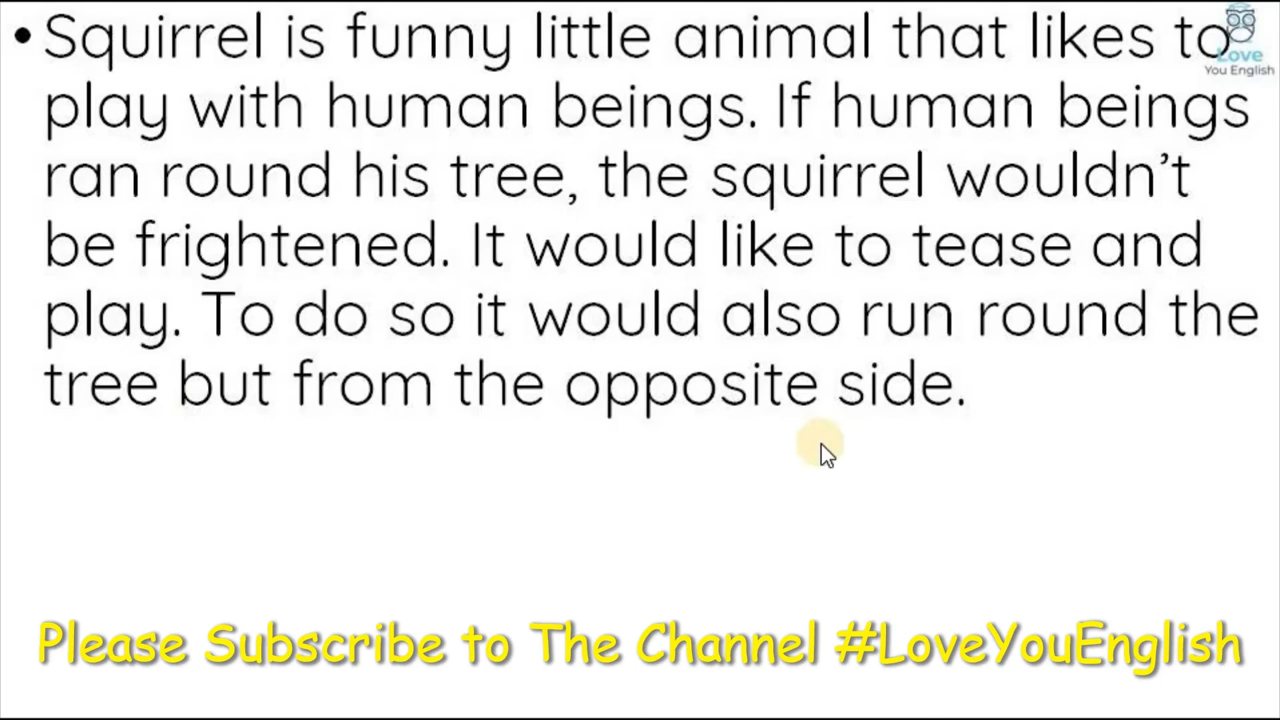 • Squirrel is funny little animal that likes to
play with human beings. If human beings
ran round his tree, the squirrel wouldn't
be frightened. It would like to tease and
play. To do so it would also run round the
tree but from the opposite side.
Love
You English
Please Subscribe to The Channel #LoveYouEnglish